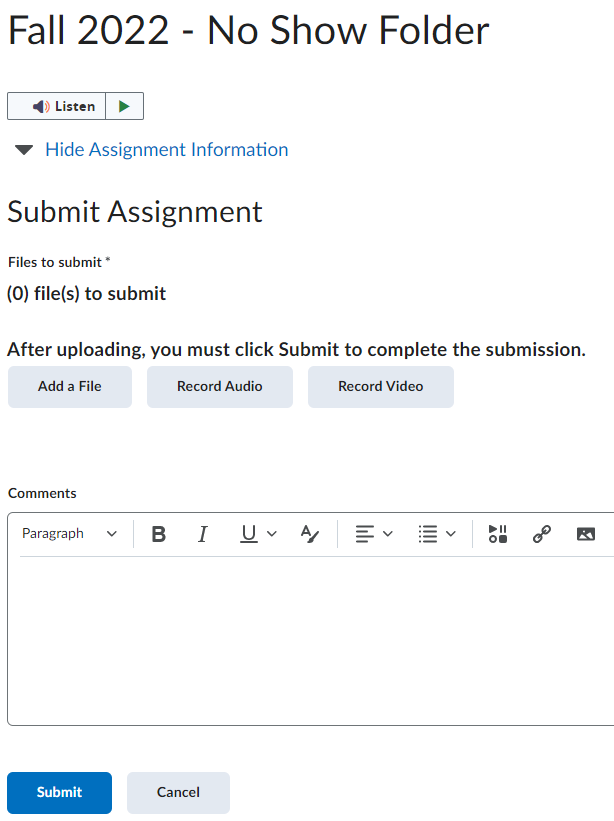 Fall 2022 - No Show Folder
Listen
Hide Assignment Information
Submit Assignment
Files to submit *
(0) file(s) to submit
After uploading, you must click Submit to complete the submission.
Add a File Record Audio Record Video
Comments
Paragraph B I U A
Submit Cancel